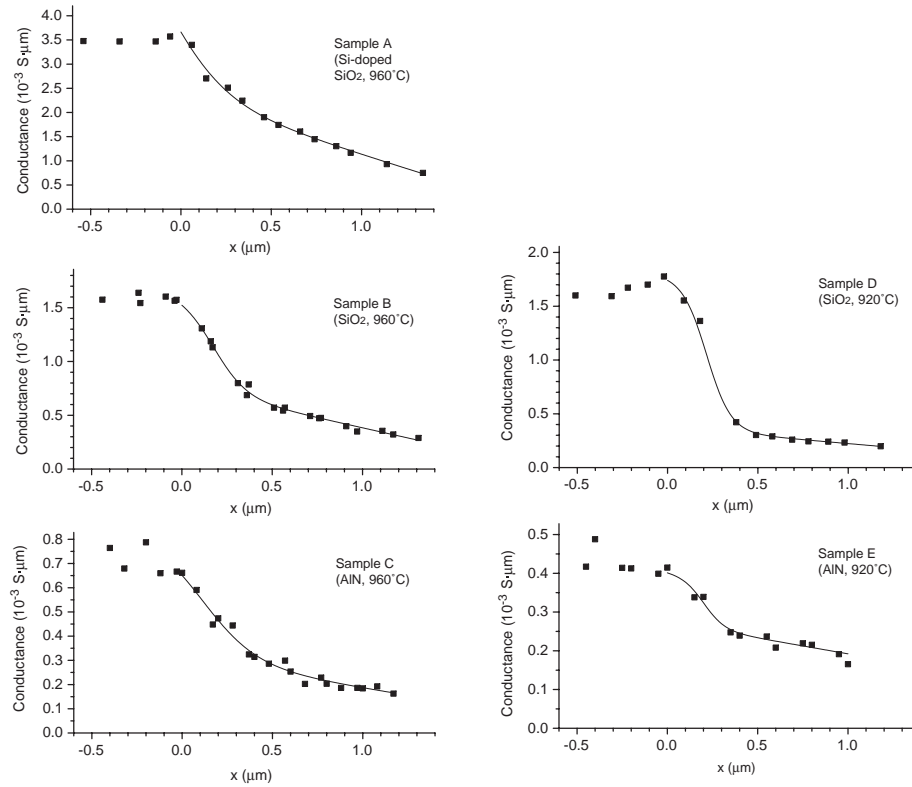 Conductance (10⁻³ S·μm)
4.0
3.5
3.0
2.5
2.0
1.5
1.0
0.5
0.0
Sample A
(Si-doped
SiO₂, 960˚C)
-0.5 0.0 0.5 1.0
x (μm)
Conductance (10⁻³ S·μm)
1.5
1.0
0.5
0.0
Sample B
(SiO₂, 960˚C)
-0.5 0.0 0.5 1.0
x (μm)
Conductance (10⁻³ S·μm)
2.0
1.5
1.0
0.5
0.0
Sample D
(SiO₂, 920˚C)
-0.5 0.0 0.5 1.0
x (μm)
Conductance (10⁻³ S·μm)
0.8
0.7
0.6
0.5
0.4
0.3
0.2
0.1
0.0
Sample C
(AlN, 960˚C)
-0.5 0.0 0.5 1.0
x (μm)
Conductance (10⁻³ S·μm)
0.5
0.4
0.3
0.2
0.1
0.0
Sample E
(AlN, 920˚C)
-0.5 0.0 0.5 1.0
x (μm)